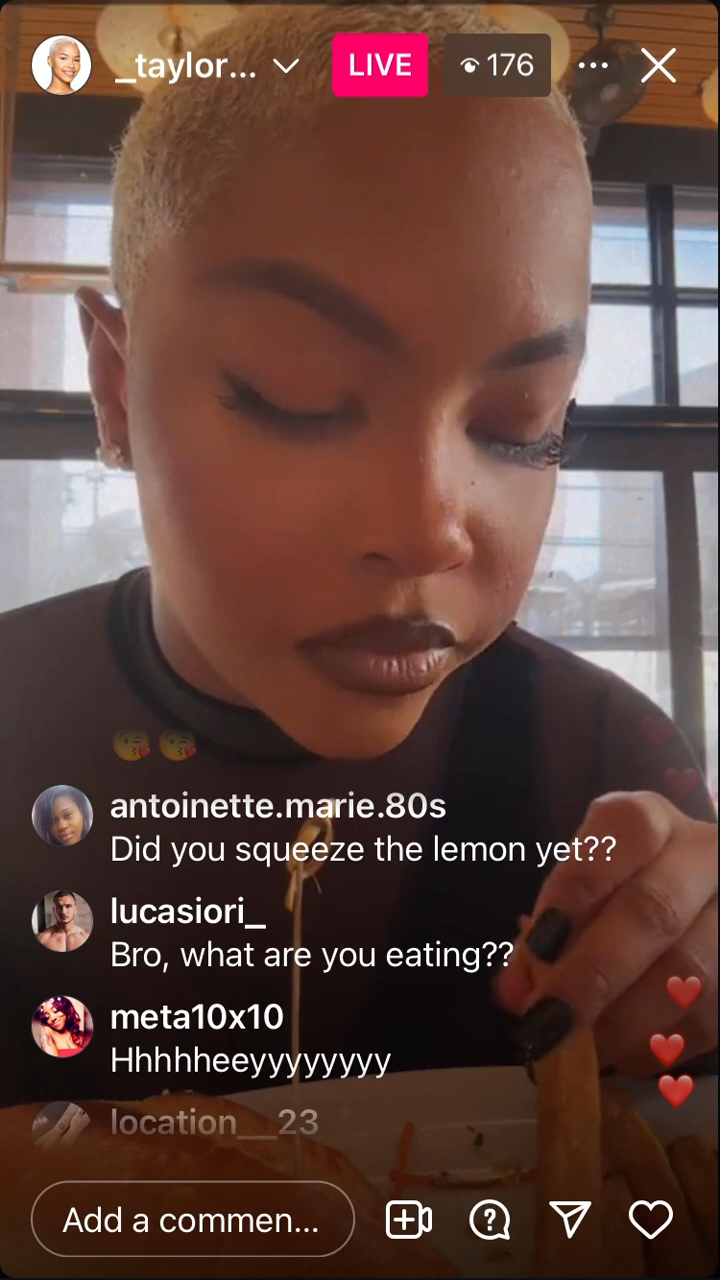 _taylor...
LIVE
176
antoinette.marie.80s
Did you squeeze the lemon yet??
lucasiori_
Bro, what are you eating??
meta10x10
Hhhhheeyyyyyyyy
location__23
Add a commen...